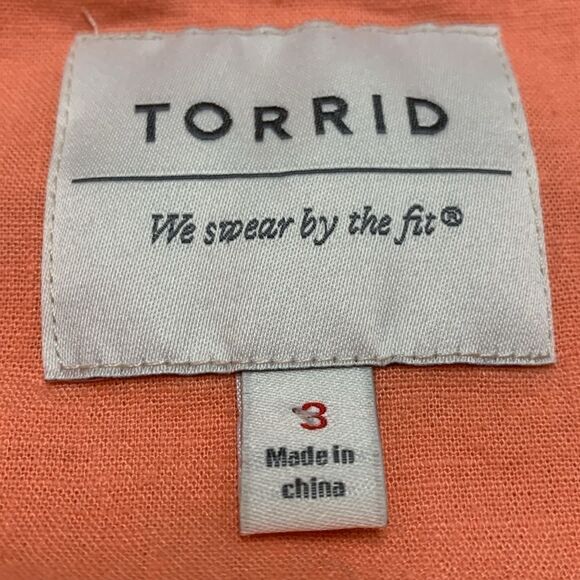 TORRID
We swear by the fit®
3
Made in
china